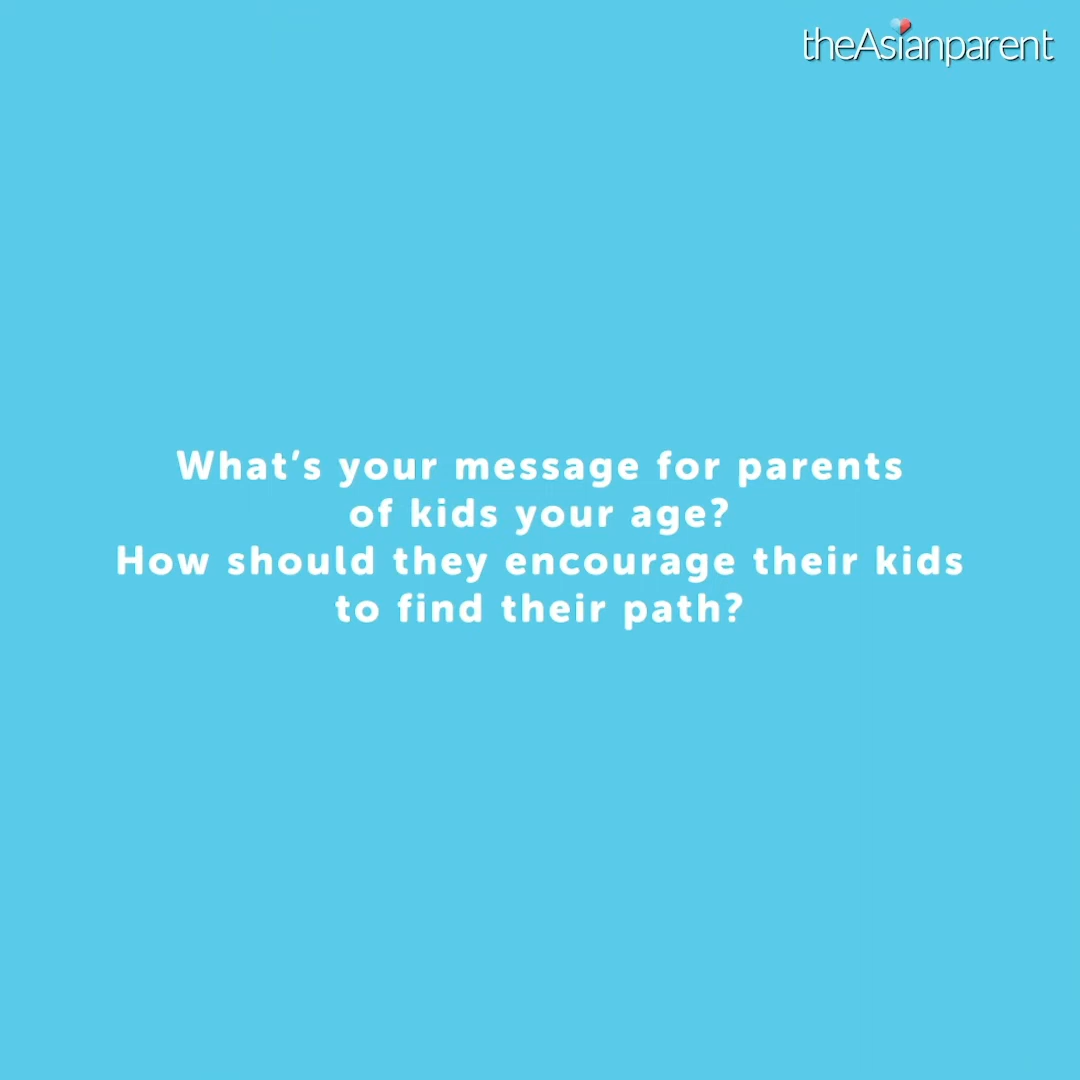 theAsianparent
What's your message for parents
of kids your age?
How should they encourage their kids
to find their path?